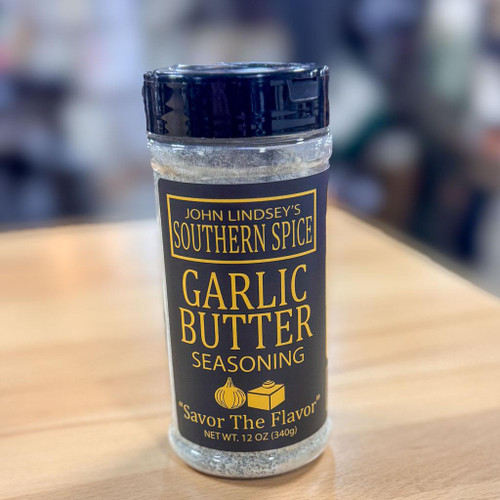 JOHN LINDSEY'S
SOUTHERN SPICE
GARLIC
BUTTER
SEASONING
"Savor The Flavor"
NET WT. 12 OZ (340g)